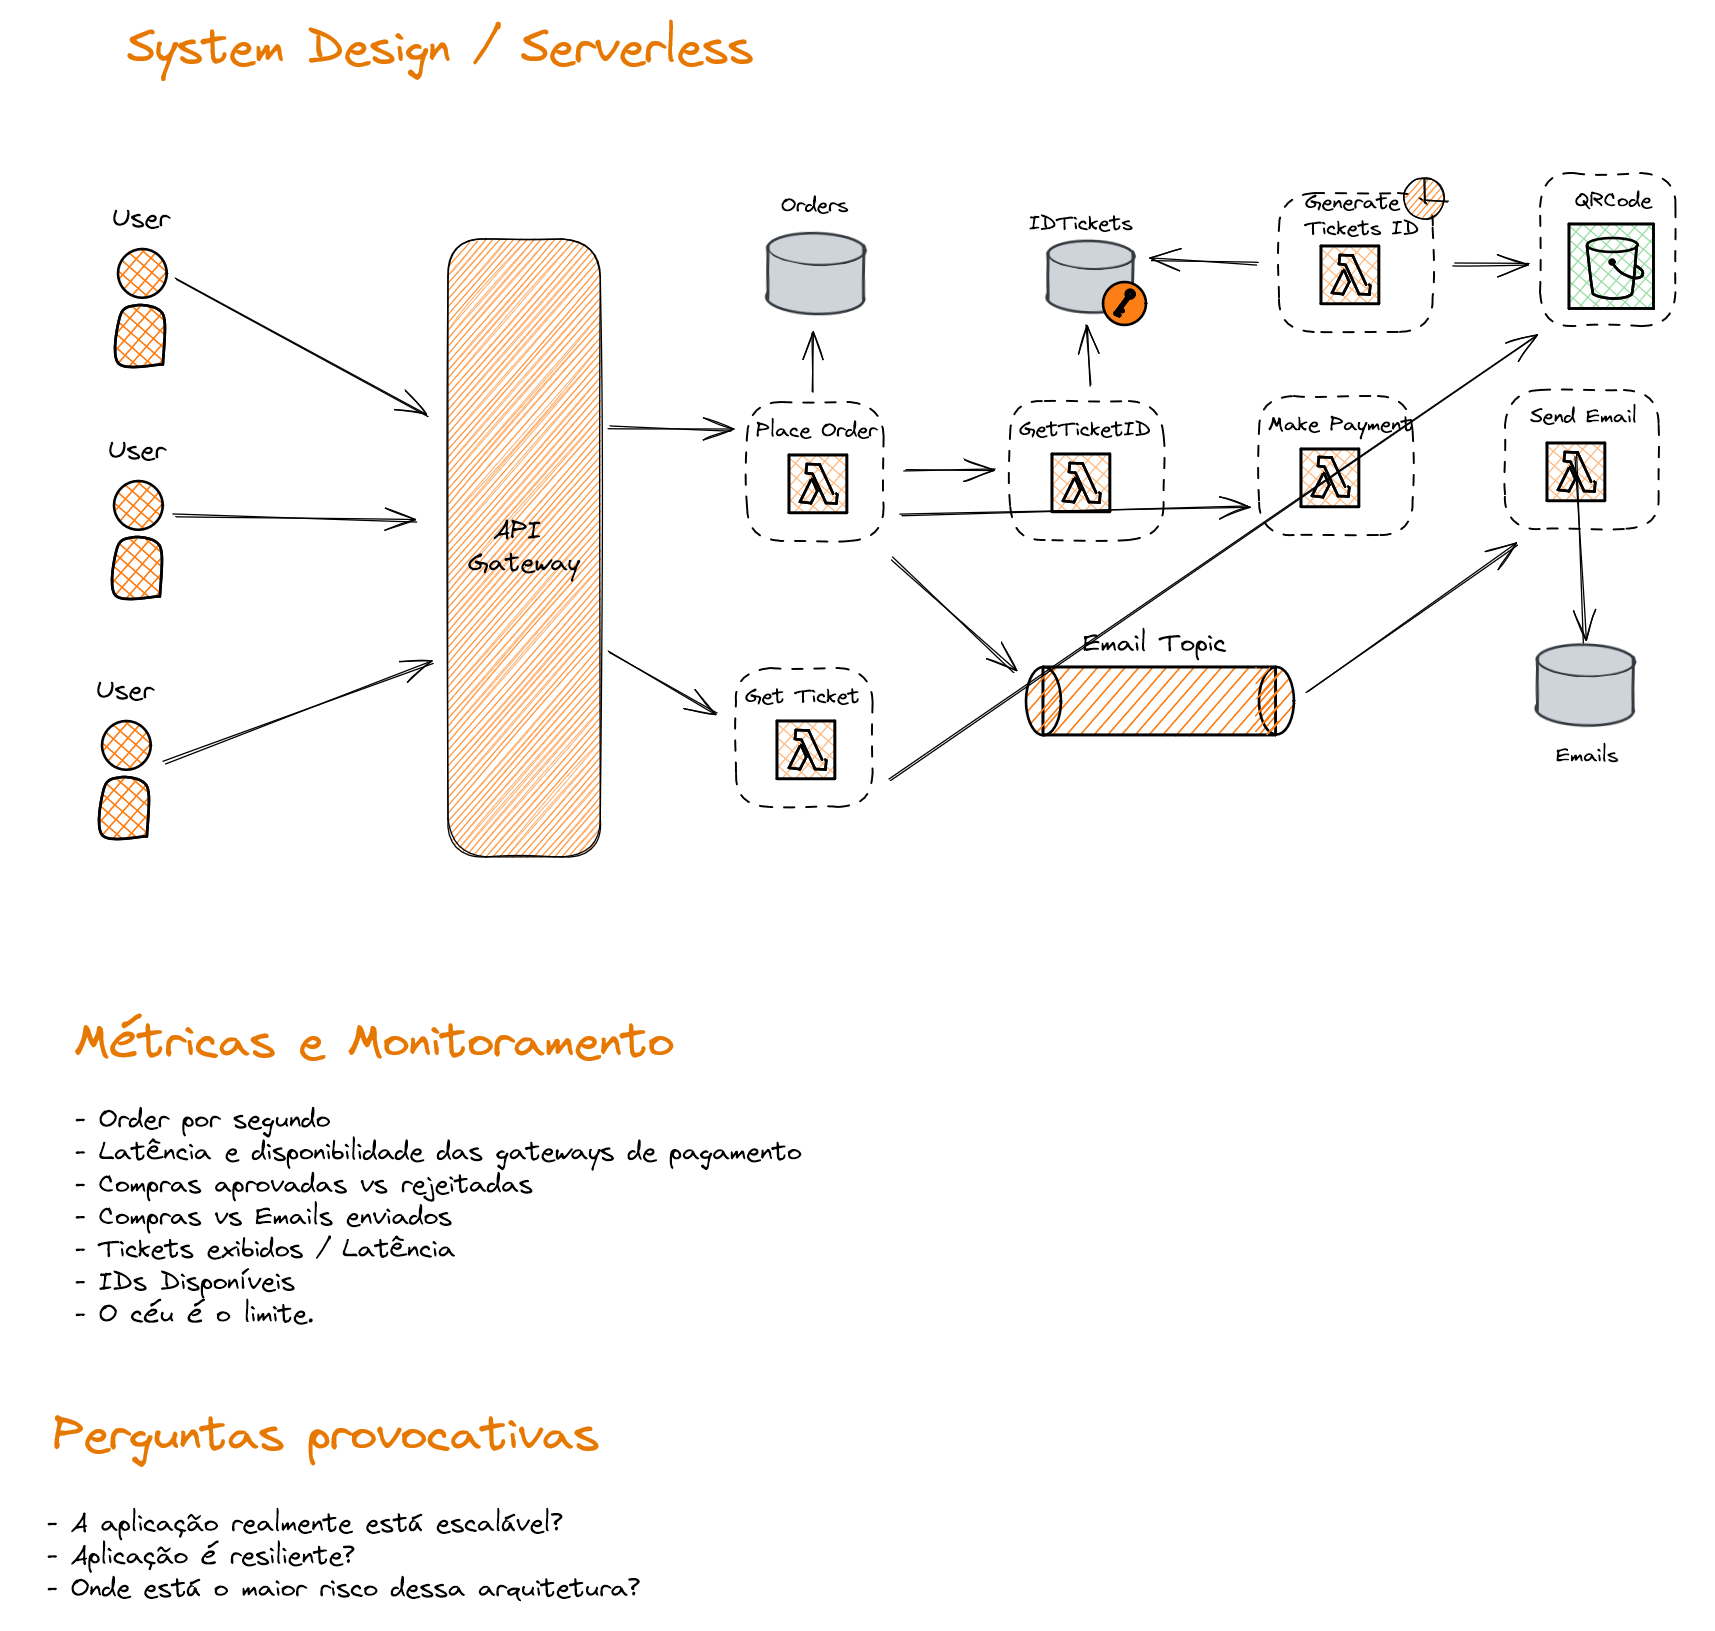 System Design / Serverless
User
User
User
API
Gateway
Orders
IDTickets
Generate
Tickets ID
QRCode
Place Order
GetTicketID
Make Payment
Send Email
Get Ticket
Email Topic
Emails
Métricas e Monitoramento
- Order por segundo
- Latência e disponibilidade das gateways de pagamento
- Compras aprovadas vs rejeitadas
- Compras vs Emails enviados
- Tickets exibidos / Latência
- IDs Disponíveis
- O céu é o limite.
Perguntas provocativas
- A aplicação realmente está escalável?
- Aplicação é resiliente?
- Onde está o maior risco dessa arquitetura?